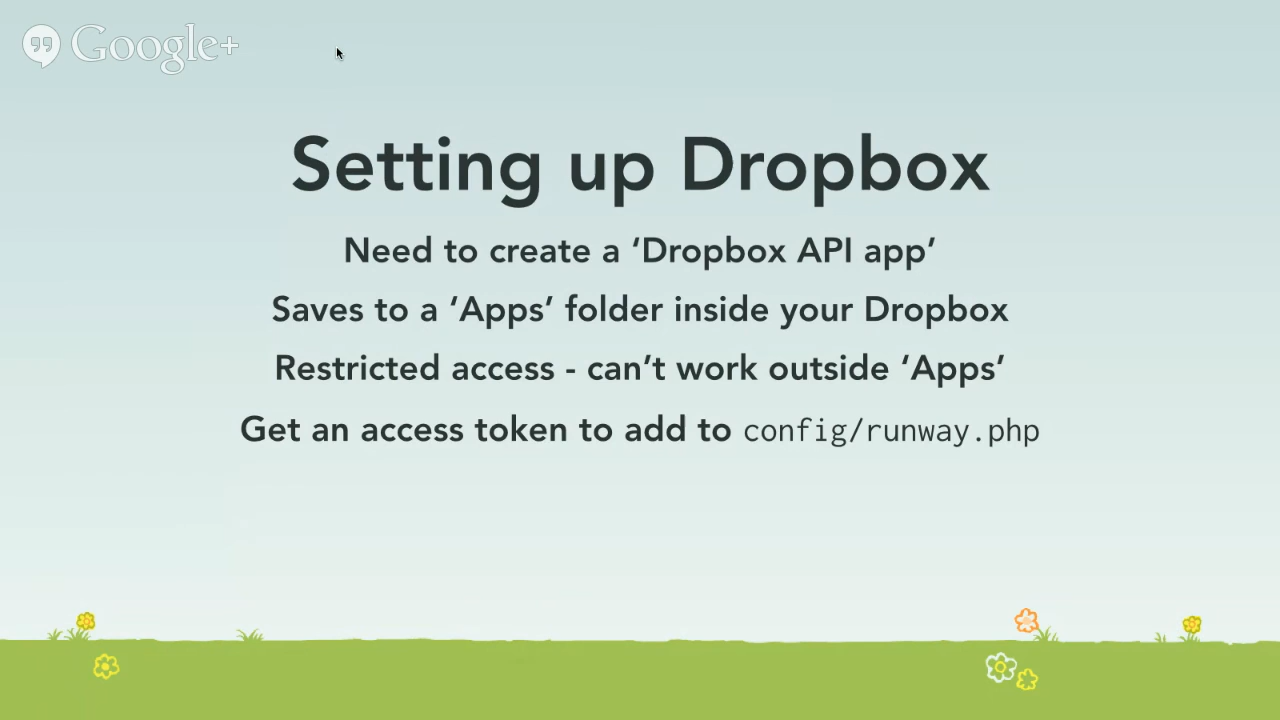 Google+
Setting up Dropbox
Need to create a ‘Dropbox API app’
Saves to a ‘Apps’ folder inside your Dropbox
Restricted access - can’t work outside ‘Apps’
Get an access token to add to config/runway.php